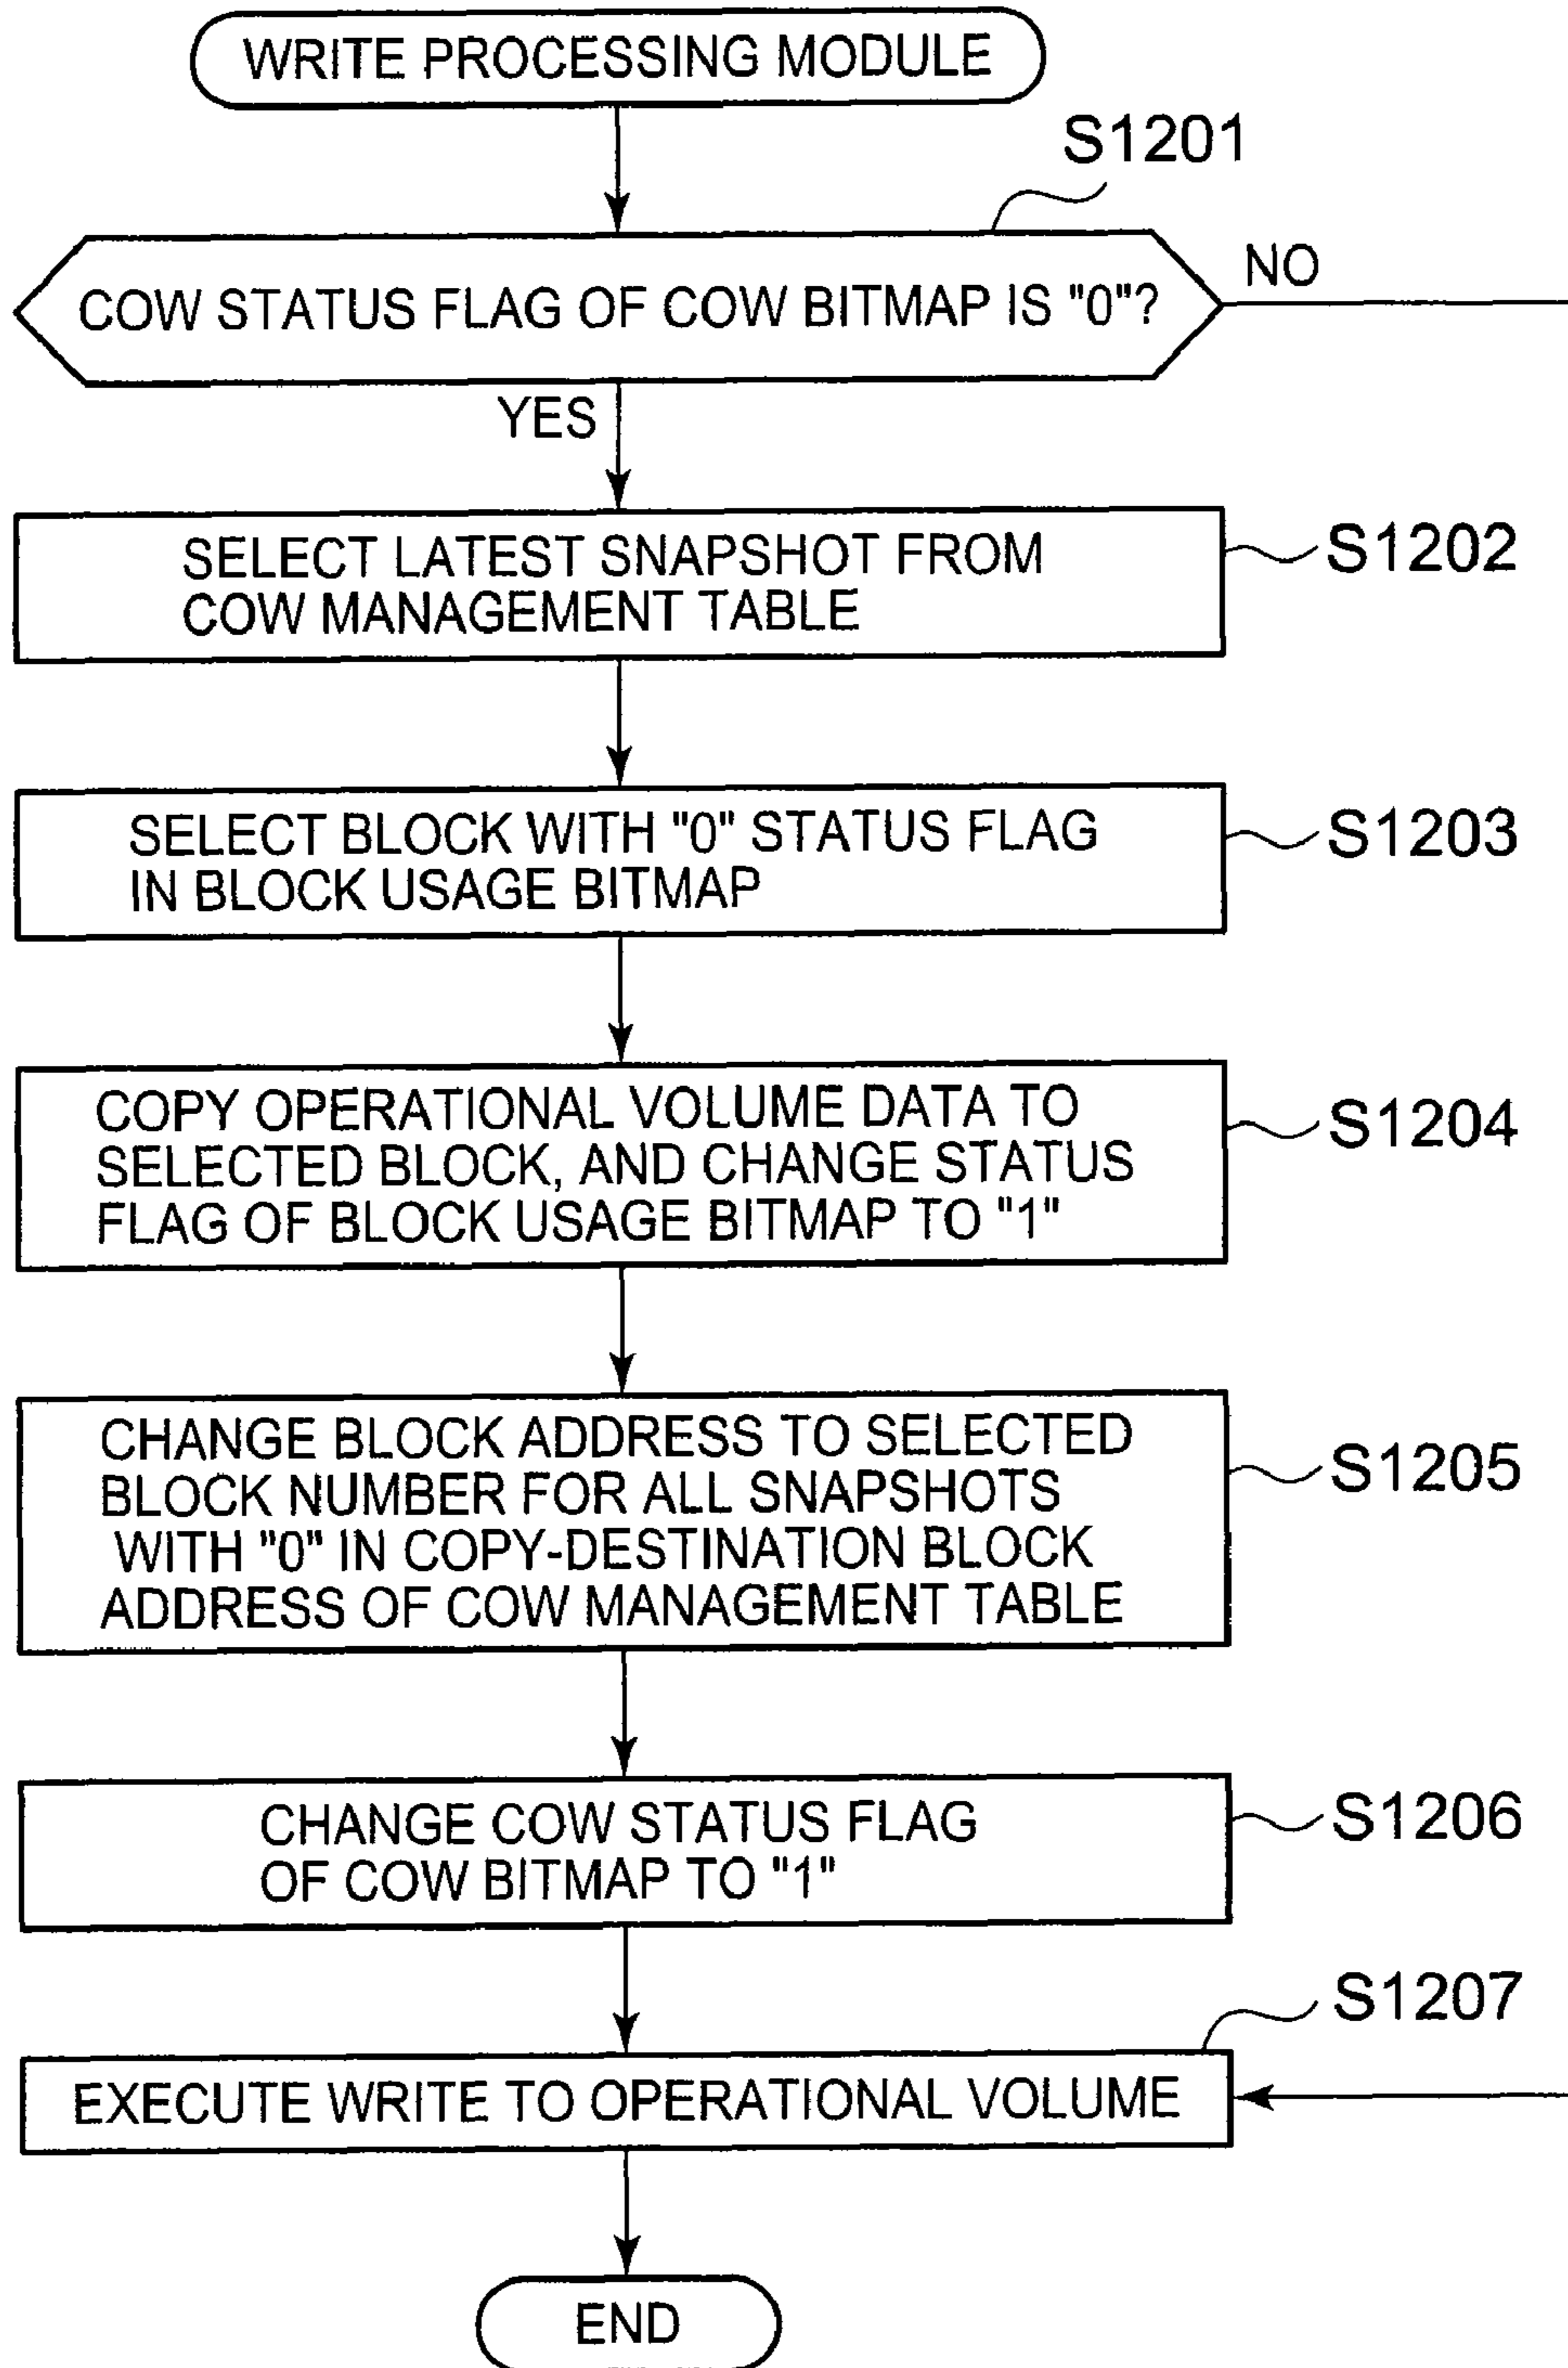 WRITE PROCESSING MODULE
S1201
COW STATUS FLAG OF COW BITMAP IS "0"?
NO
YES
SELECT LATEST SNAPSHOT FROM
COW MANAGEMENT TABLE
S1202
SELECT BLOCK WITH "0" STATUS FLAG
IN BLOCK USAGE BITMAP
S1203
COPY OPERATIONAL VOLUME DATA TO
SELECTED BLOCK, AND CHANGE STATUS
FLAG OF BLOCK USAGE BITMAP TO "1"
S1204
CHANGE BLOCK ADDRESS TO SELECTED
BLOCK NUMBER FOR ALL SNAPSHOTS
WITH "0" IN COPY-DESTINATION BLOCK
ADDRESS OF COW MANAGEMENT TABLE
S1205
CHANGE COW STATUS FLAG
OF COW BITMAP TO "1"
S1206
S1207
EXECUTE WRITE TO OPERATIONAL VOLUME
END